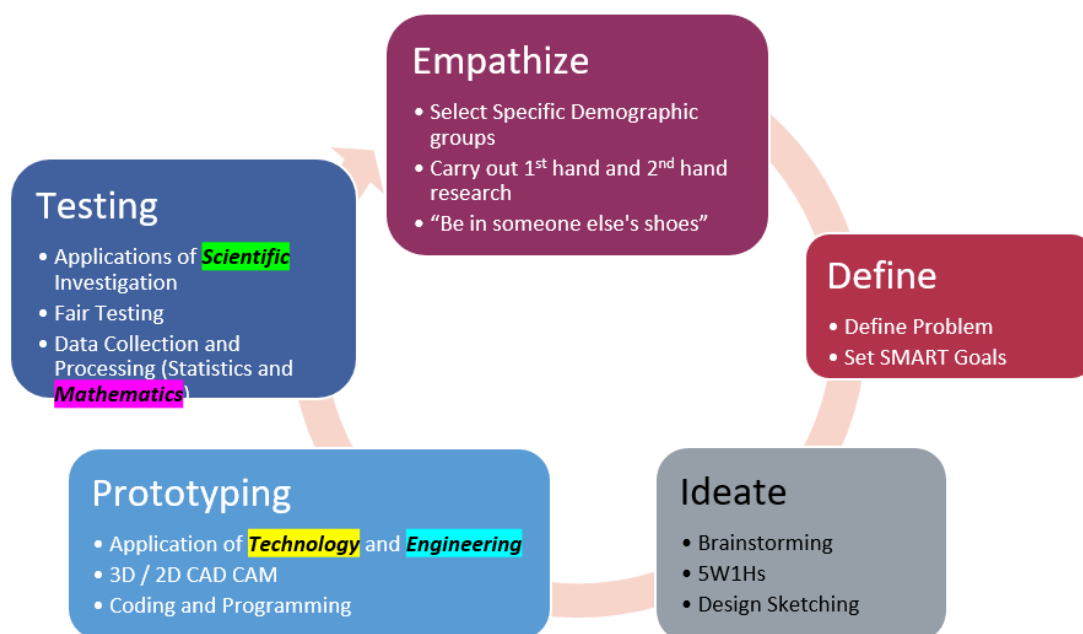 Empathize
• Select Specific Demographic
groups
• Carry out 1st hand and 2nd hand
research
• “Be in someone else's shoes”
Define
• Define Problem
• Set SMART Goals
Ideate
• Brainstorming
• 5W1Hs
• Design Sketching
Prototyping
• Application of Technology and Engineering
• 3D / 2D CAD CAM
• Coding and Programming
Testing
• Applications of Scientific
Investigation
• Fair Testing
• Data Collection and
Processing (Statistics and
Mathematics)